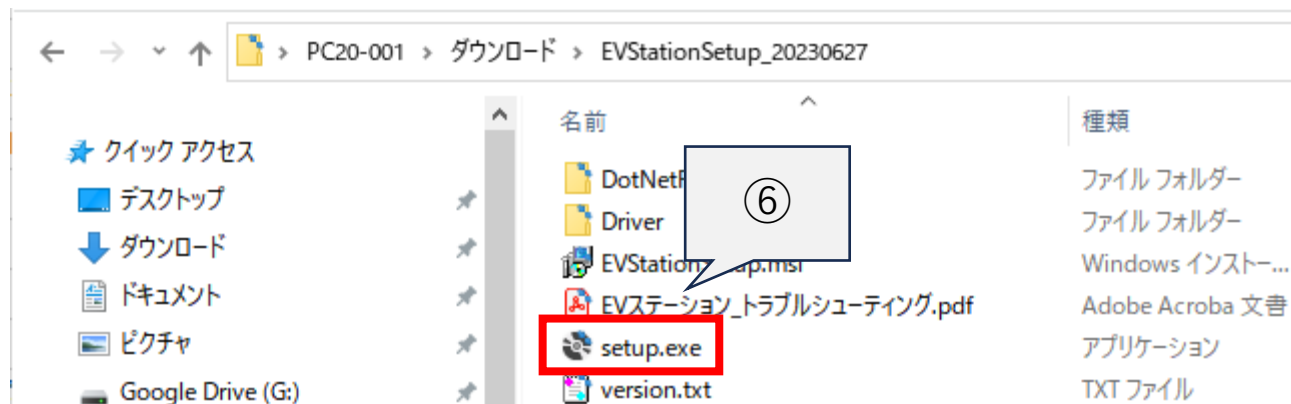 PC20-001 > ダウンロード > EVStationSetup_20230627
名前 種類
クイック アクセス
デスクトップ
ダウンロード
ドキュメント
ピクチャ
Google Drive (G:)
ファイル フォルダー
Driver ファイル フォルダー
Windows インストー...
EVステーション_トラブルシューティング.pdf Adobe Acroba 文書
setup.exe アプリケーション
version.txt TXT ファイル
⑥